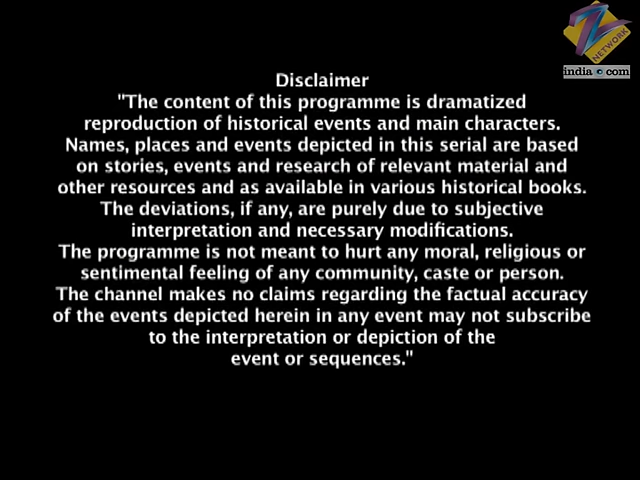 Z
NETWORK
india.com
Disclaimer
"The content of this programme is dramatized
reproduction of historical events and main characters.
Names, places and events depicted in this serial are based
on stories, events and research of relevant material and
other resources and as available in various historical books.
The deviations, if any, are purely due to subjective
interpretation and necessary modifications.
The programme is not meant to hurt any moral, religious or
sentimental feeling of any community, caste or person.
The channel makes no claims regarding the factual accuracy
of the events depicted herein in any event may not subscribe
to the interpretation or depiction of the
event or sequences."